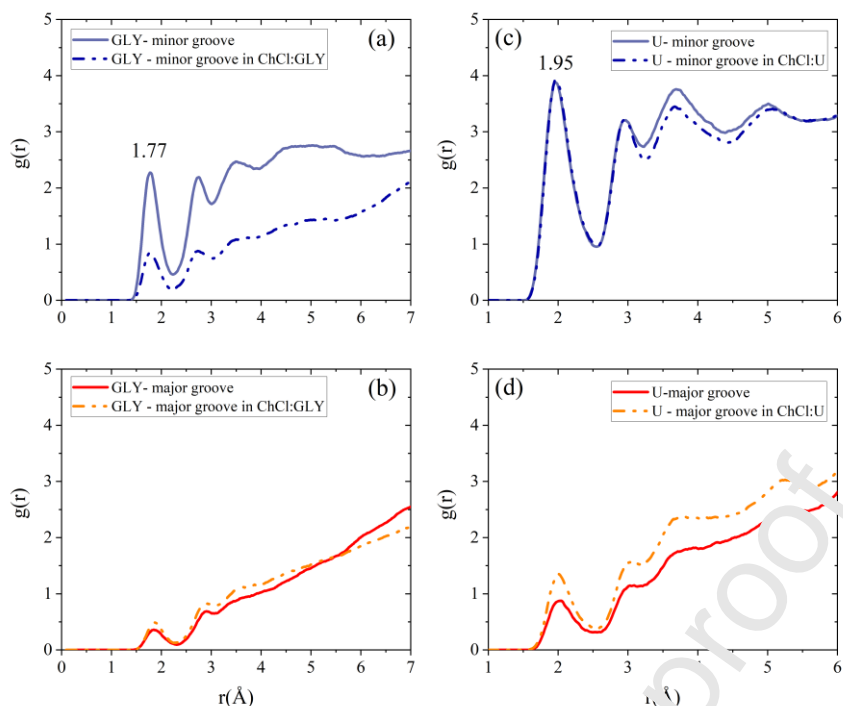 GLY- minor groove
GLY - minor groove in ChCl:GLY
(a)
1.77
g(r)
5
4
3
2
1
0
0 1 2 3 4 5 6 7
(c)
U- minor groove
U - minor groove in ChCl:U
1.95
g(r)
5
4
3
2
1
0
1 2 3 4 5 6
GLY- major groove
GLY - major groove in ChCl:GLY
(b)
g(r)
5
4
3
2
1
0
0 1 2 3 4 5 6 7
r(Å)
U-major groove
U - major groove in ChCl:U
(d)
g(r)
5
4
3
2
1
0
1 2 3 4 5 6
r(Å)
proof